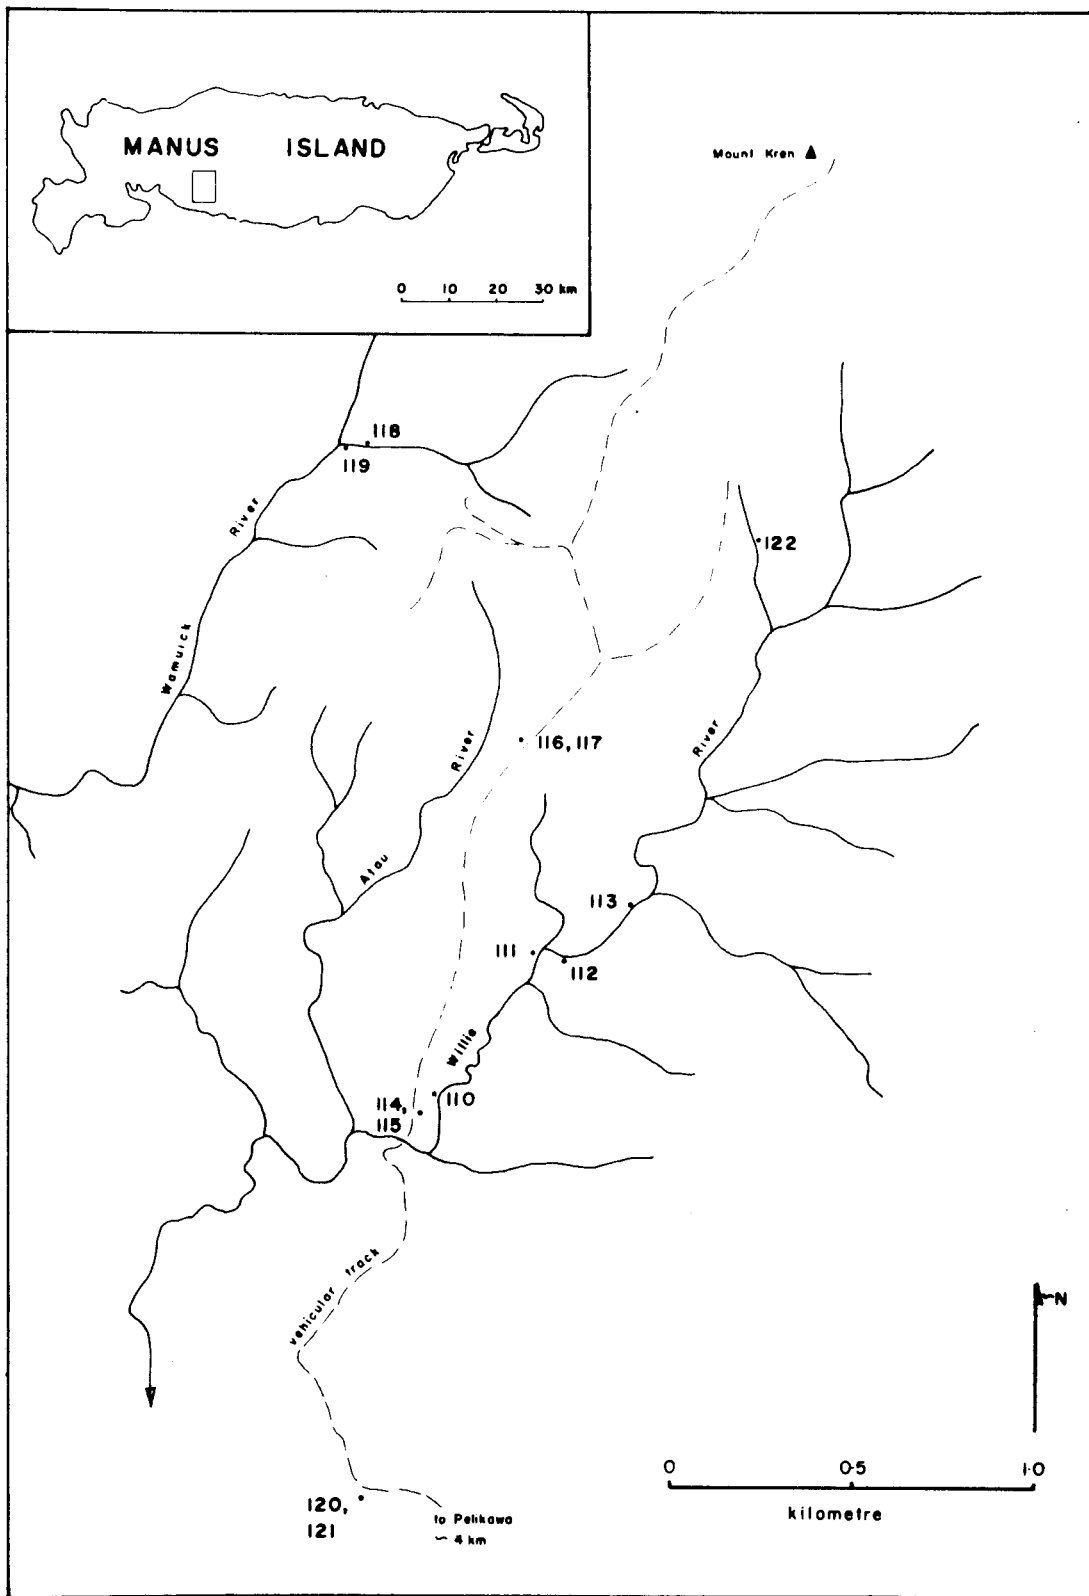 MANUS ISLAND
0 10 20 30 km
Mount Kren
118
119
River
Wamuick
122
River
116, 117
River
Atau
113
111
112
Willie
110
114,
115
vehicular track
N
0 0·5 1·0
kilometre
120,
121
to Pelikawa
~ 4 km